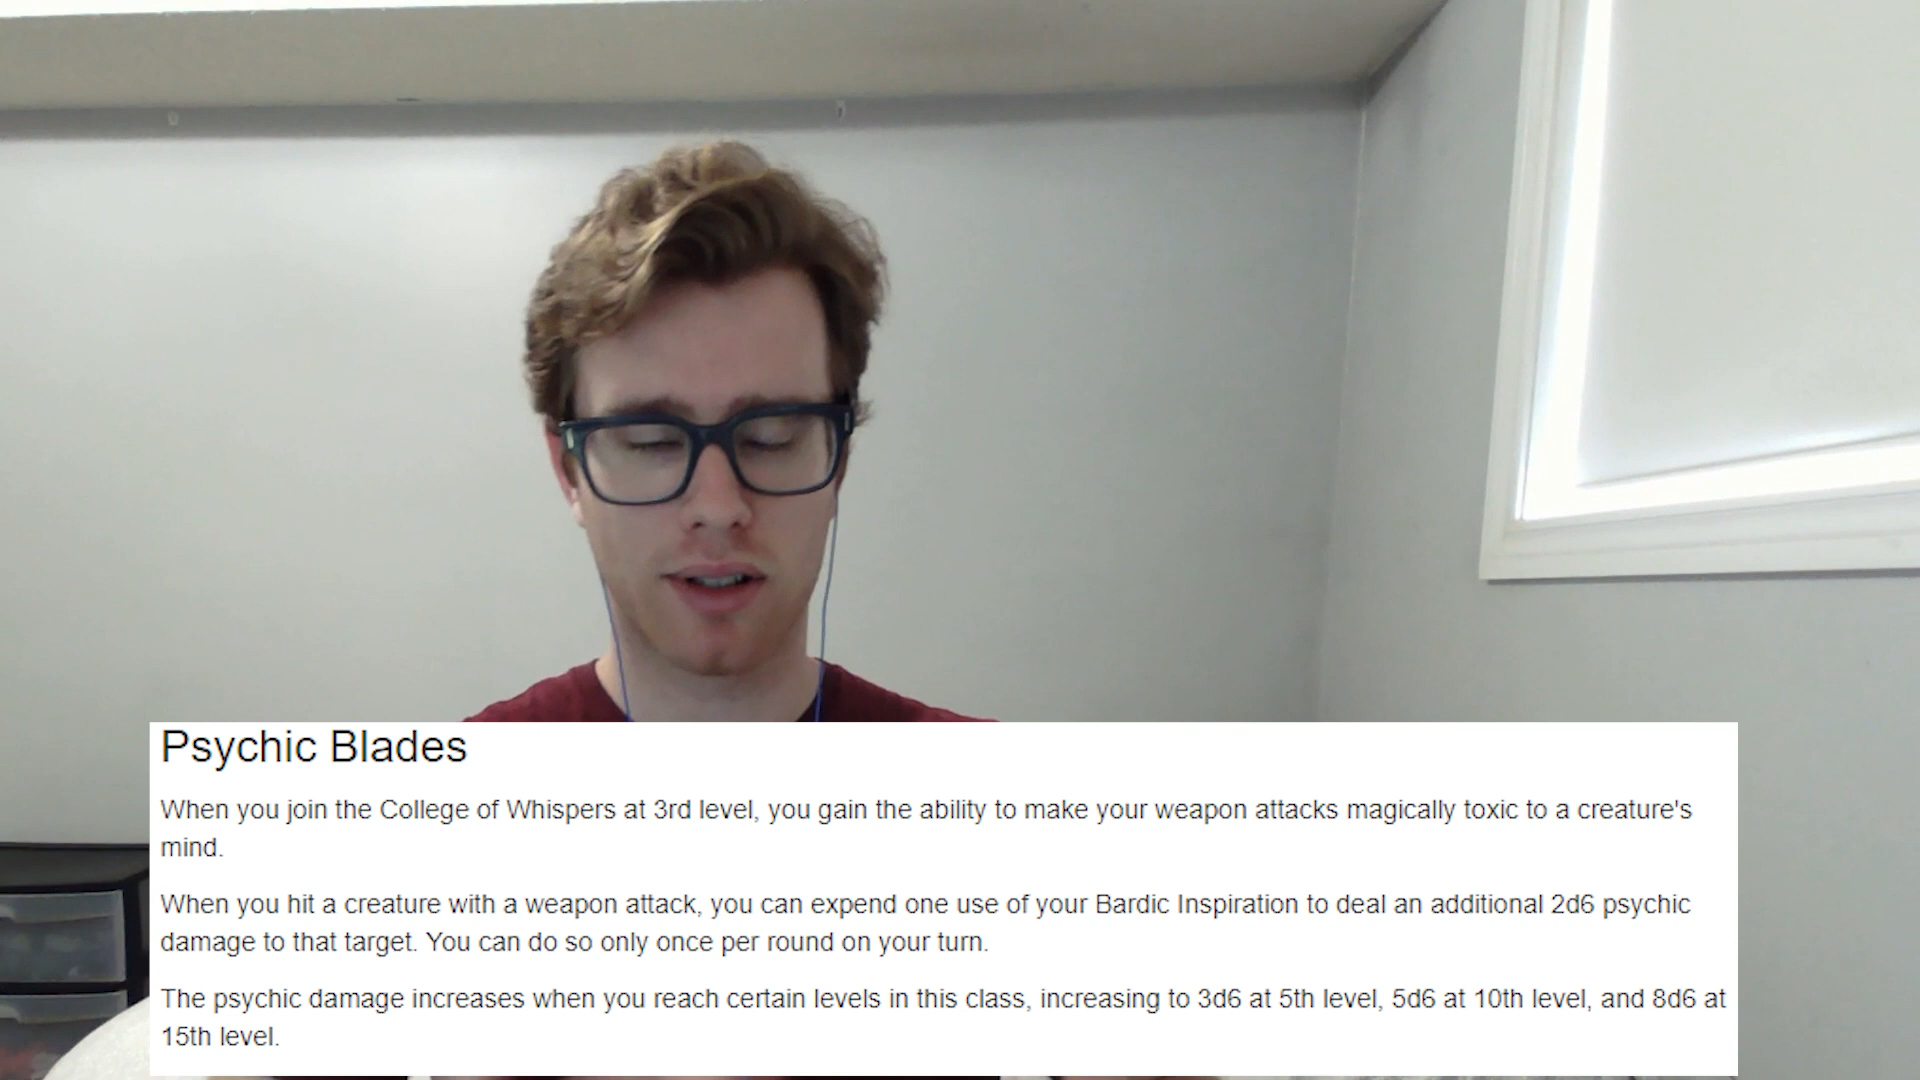 Psychic Blades
When you join the College of Whispers at 3rd level, you gain the ability to make your weapon attacks magically toxic to a creature's
mind.
When you hit a creature with a weapon attack, you can expend one use of your Bardic Inspiration to deal an additional 2d6 psychic
damage to that target. You can do so only once per round on your turn.
The psychic damage increases when you reach certain levels in this class, increasing to 3d6 at 5th level, 5d6 at 10th level, and 8d6 at
15th level.